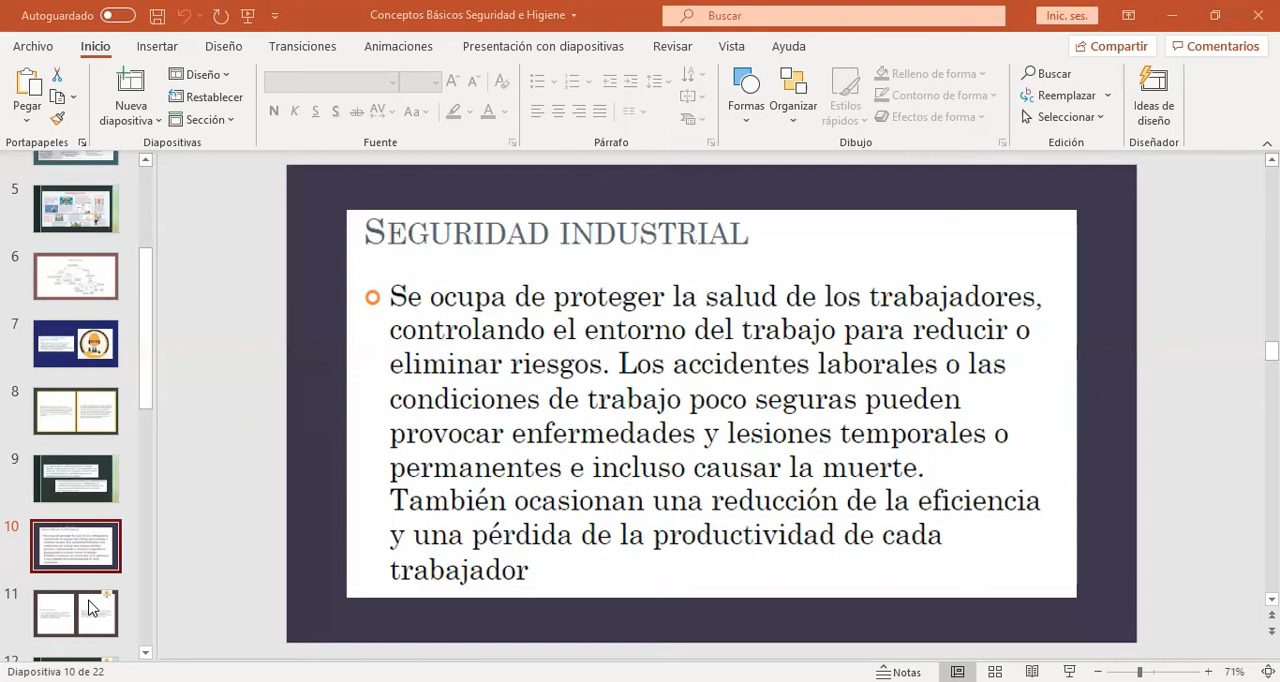 Autoguardado
Conceptos Básicos Seguridad e Higiene
Buscar
Inic. ses.
Archivo Inicio Insertar Diseño Transiciones Animaciones Presentación con diapositivas Revisar Vista Ayuda
Compartir Comentarios
Pegar
Portapapeles
Nueva
diapositiva
Diseño
Restablecer
Sección
Diapositivas
N K S S ab AV Aa A
Fuente
Párrafo
Formas
Organizar
Estilos
rápidos
Relleno de forma
Contorno de forma
Efectos de forma
Dibujo
Buscar
Reemplazar
Seleccionar
Edición
Ideas de
diseño
Diseñador
5
6
7
8
9
10
11
SEGURIDAD INDUSTRIAL
Se ocupa de proteger la salud de los trabajadores,
controlando el entorno del trabajo para reducir o
eliminar riesgos. Los accidentes laborales o las
condiciones de trabajo poco seguras pueden
provocar enfermedades y lesiones temporales o
permanentes e incluso causar la muerte.
También ocasionan una reducción de la eficiencia
y una pérdida de la productividad de cada
trabajador
Diapositiva 10 de 22
Notas
71%